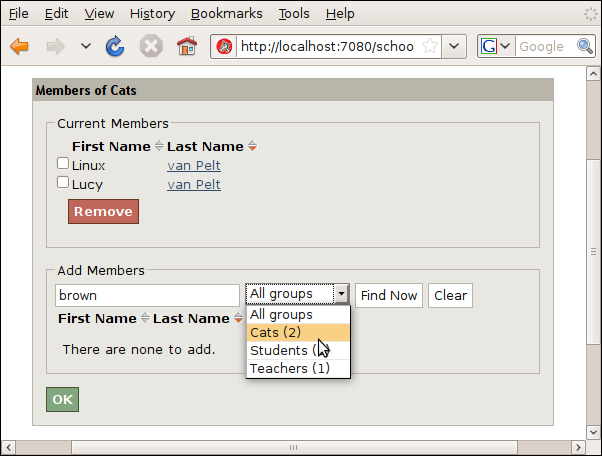 File Edit View History Bookmarks Tools Help
http://localhost:7080/schoo
G Google
Members of Cats
Current Members
First Name Last Name
Linux van Pelt
Lucy van Pelt
Remove
Add Members
brown All groups Find Now Clear
First Name Last Name
All groups
Cats (2)
There are none to add.
Students (
Teachers (1)
OK